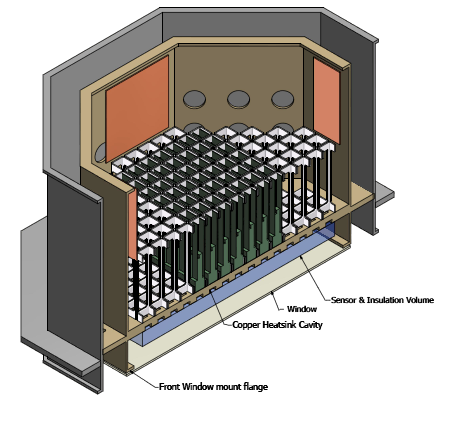 Sensor & Insulation Volume
Window
Copper Heatsink Cavity
Front Window mount flange